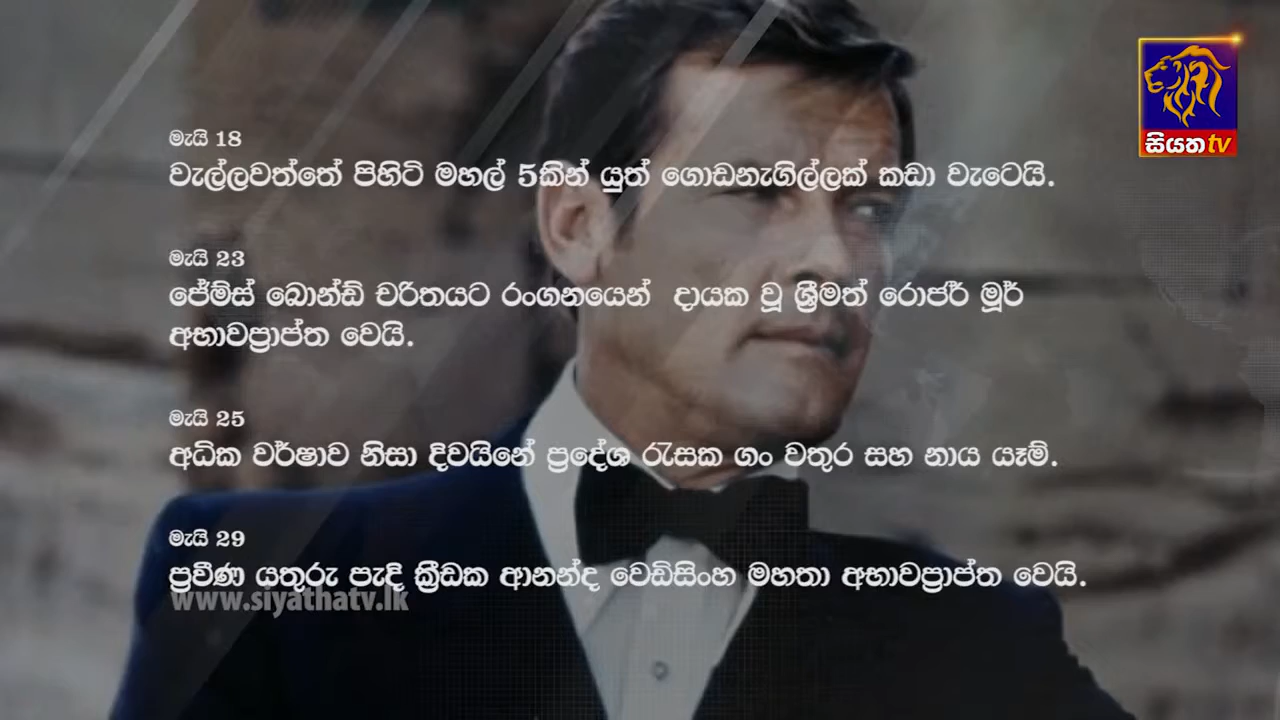 සියත tv
මැයි 18
වැල්ලවත්තේ පිහිටි මහල් 5කින් යුත් ගොඩනැගිල්ලක් කඩා වැටෙයි.
මැයි 23
ජේම්ස් බොන්ඩ් චරිතයට රංගනයෙන් දායක වූ ශ්‍රීමත් රොජර් මූර්
අභාවප්‍රාප්ත වෙයි.
මැයි 25
අධික වර්ෂාව නිසා දිවයිනේ ප්‍රදේශ රැසක ගං වතුර සහ නාය යෑම්.
මැයි 29
ප්‍රවීණ යතුරු පැදි ක්‍රීඩක ආනන්ද වෙඩිසිංහ මහතා අභාවප්‍රාප්ත වෙයි.
www.siyathatv.lk